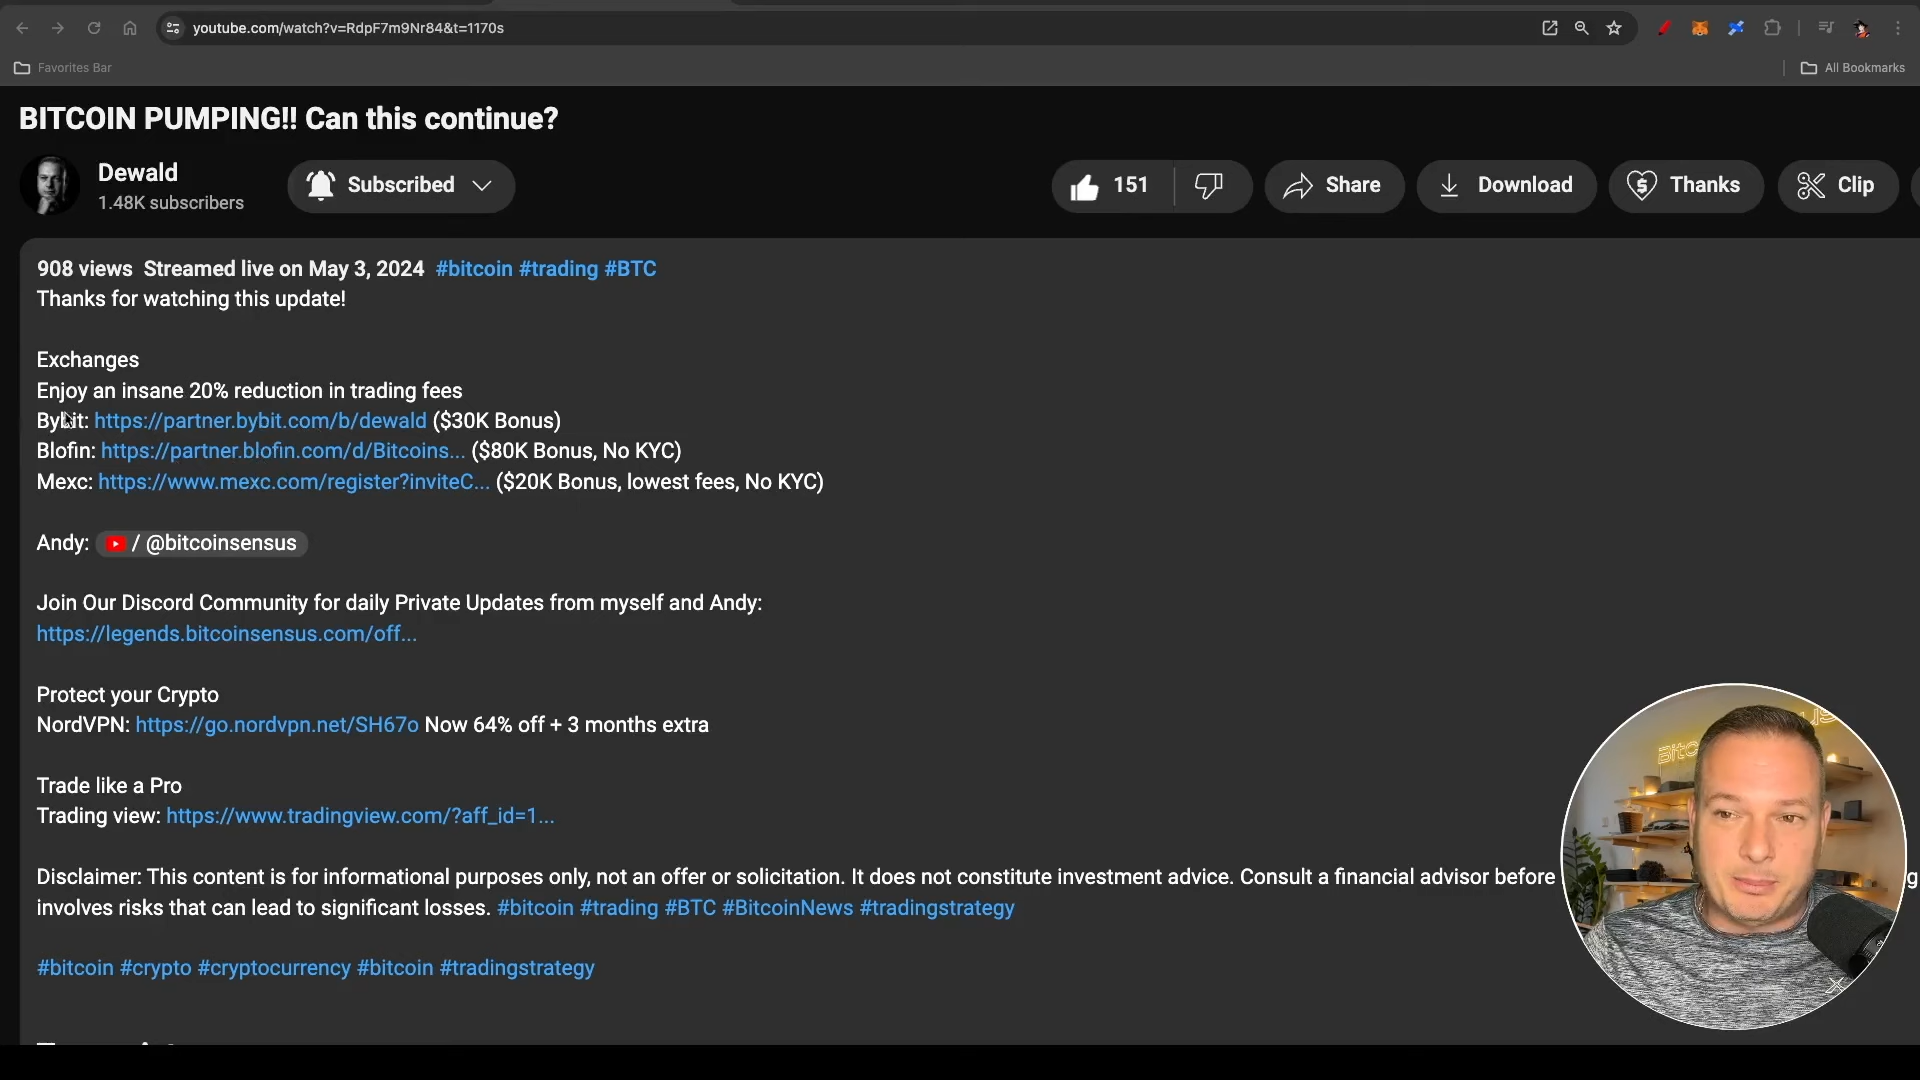 youtube.com/watch?v=RdpF7m9Nr84&t=1170s
Favorites Bar
All Bookmarks
BITCOIN PUMPING!! Can this continue?
Dewald
1.48K subscribers
Subscribed
151
Share
Download
Thanks
Clip
908 views Streamed live on May 3, 2024 #bitcoin #trading #BTC
Thanks for watching this update!
Exchanges
Enjoy an insane 20% reduction in trading fees
Bybit: https://partner.bybit.com/b/dewald ($30K Bonus)
Blofin: https://partner.blofin.com/d/Bitcoins... ($80K Bonus, No KYC)
Mexc: https://www.mexc.com/register?inviteC... ($20K Bonus, lowest fees, No KYC)
Andy: / @bitcoinsensus
Join Our Discord Community for daily Private Updates from myself and Andy:
https://legends.bitcoinsensus.com/off...
Protect your Crypto
NordVPN: https://go.nordvpn.net/SH67o Now 64% off + 3 months extra
Trade like a Pro
Trading view: https://www.tradingview.com/?aff_id=1...
Disclaimer: This content is for informational purposes only, not an offer or solicitation. It does not constitute investment advice. Consult a financial advisor before
involves risks that can lead to significant losses. #bitcoin #trading #BTC #BitcoinNews #tradingstrategy
#bitcoin #crypto #cryptocurrency #bitcoin #tradingstrategy